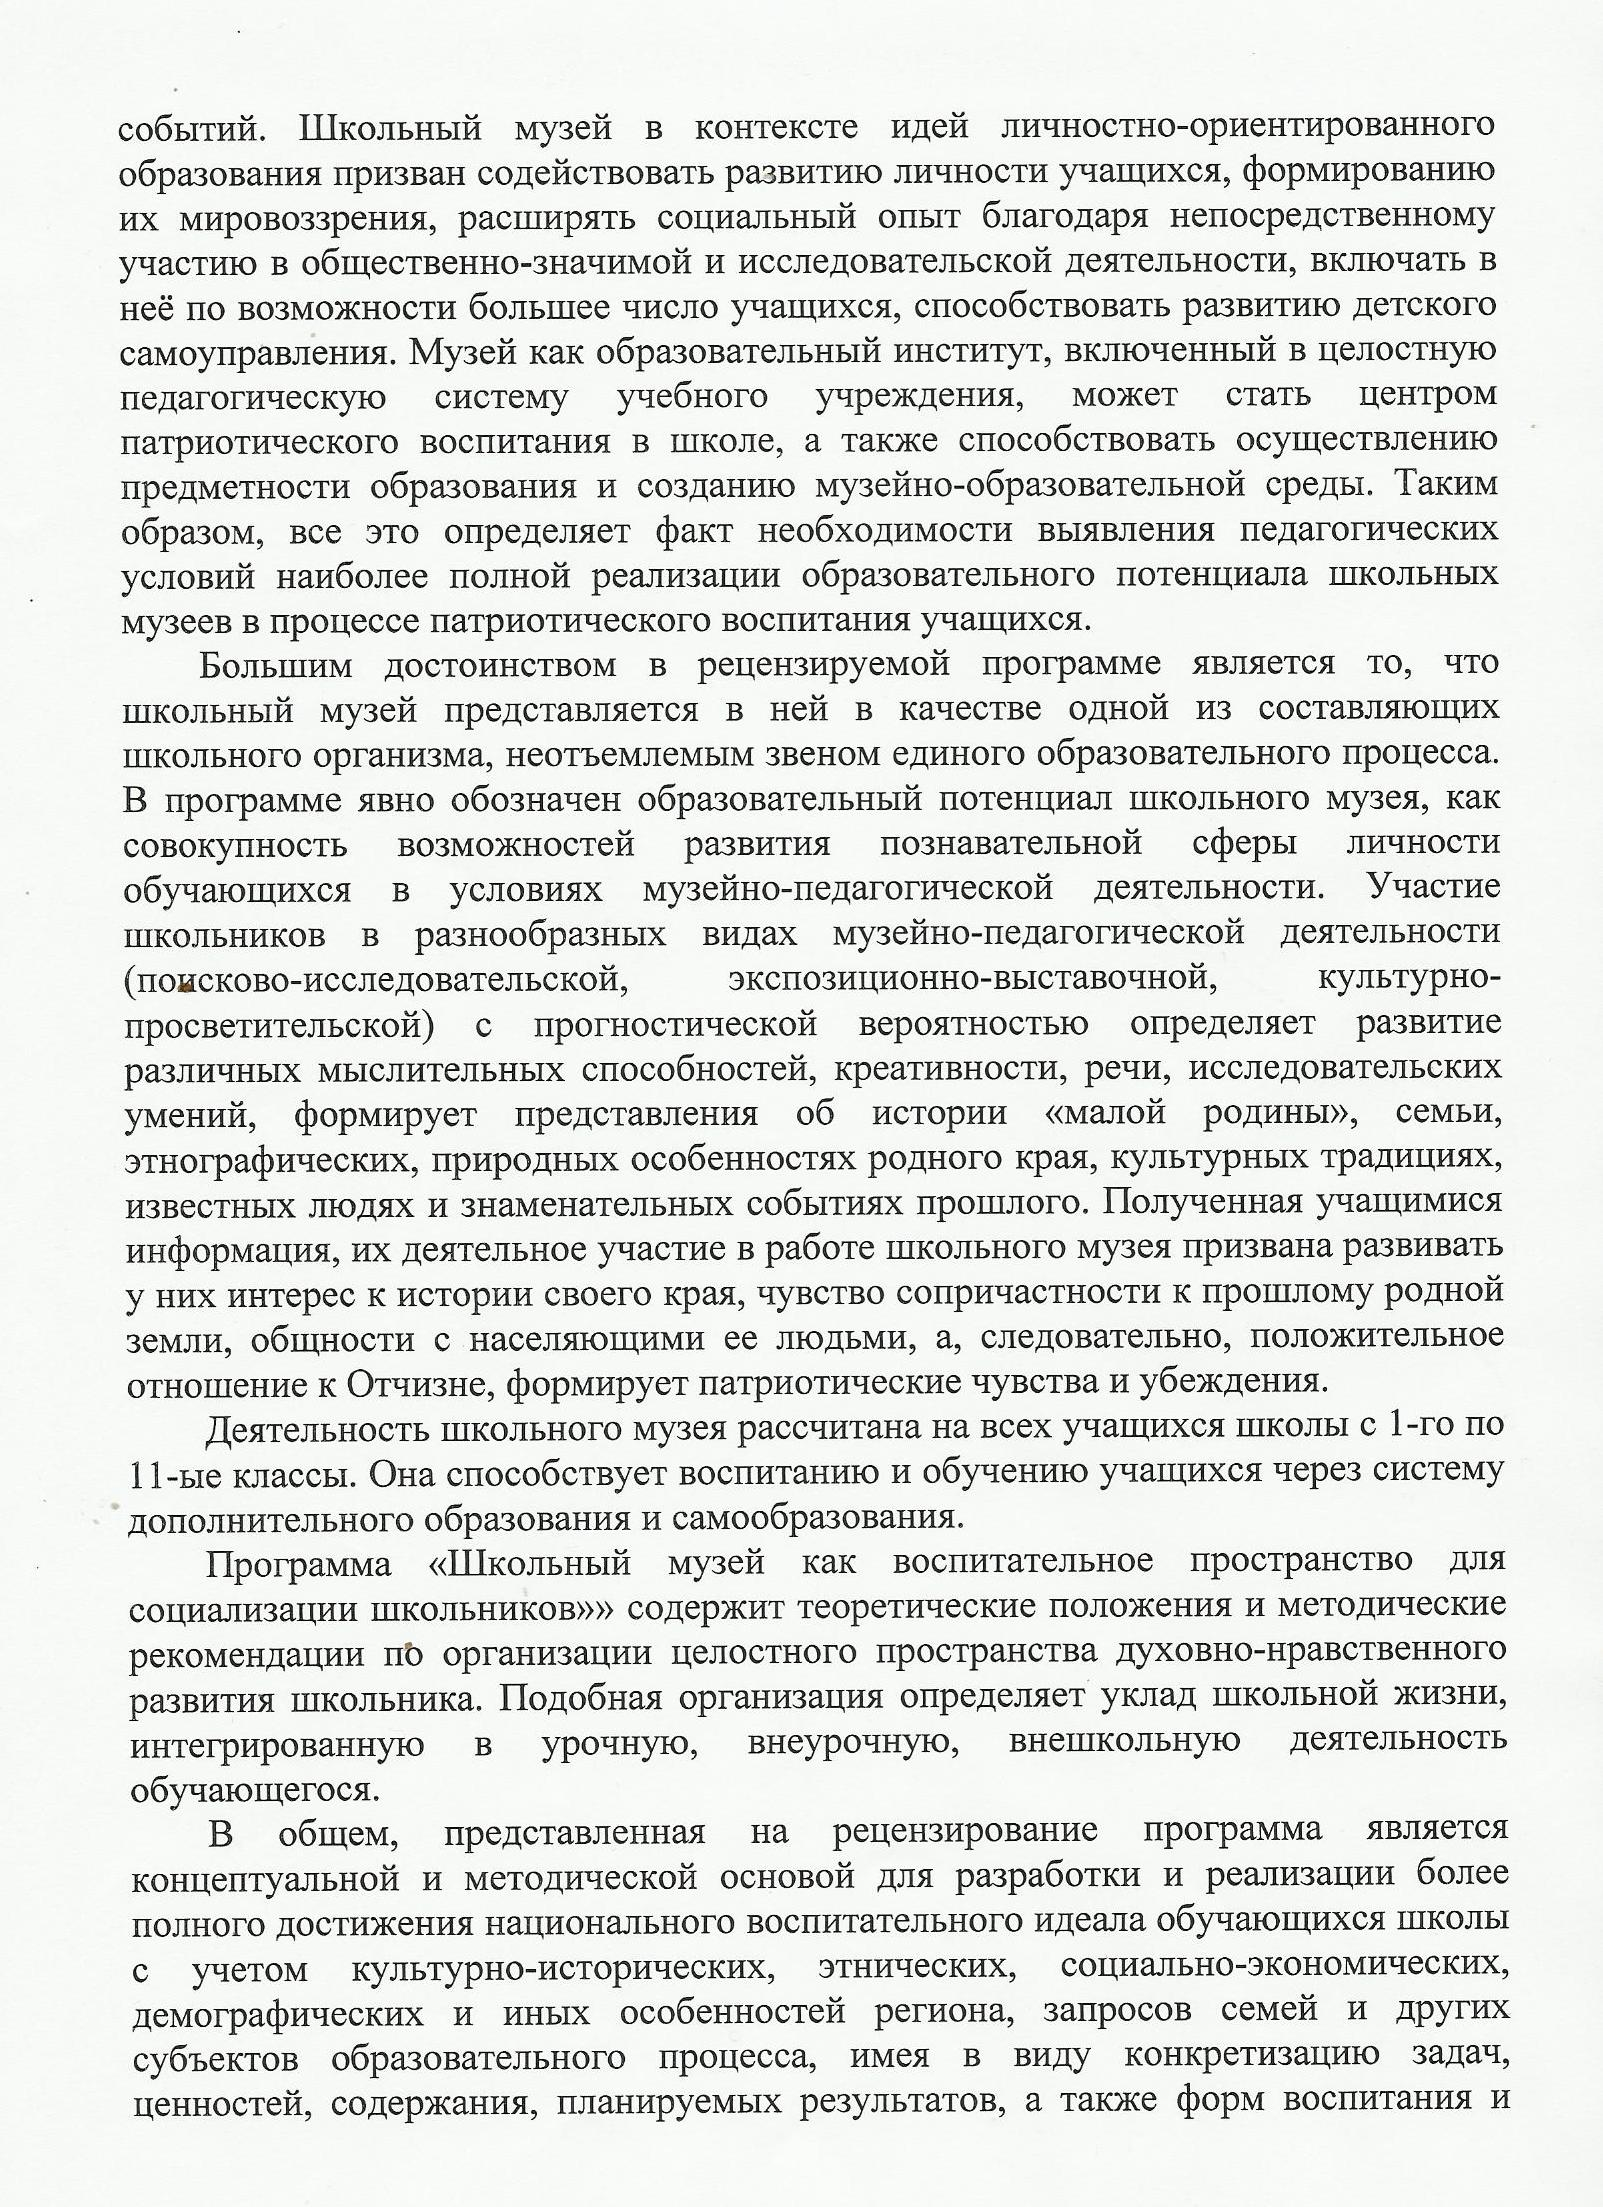 событий. Школьный музей в контексте идей личностно-ориентированного
образования призван содействовать развитию личности учащихся, формированию
их мировоззрения, расширять социальный опыт благодаря непосредственному
участию в общественно-значимой и исследовательской деятельности, включать в
неё по возможности большее число учащихся, способствовать развитию детского
самоуправления. Музей как образовательный институт, включенный в целостную
педагогическую систему учебного учреждения, может стать центром
патриотического воспитания в школе, а также способствовать осуществлению
предметности образования и созданию музейно-образовательной среды. Таким
образом, все это определяет факт необходимости выявления педагогических
условий наиболее полной реализации образовательного потенциала школьных
музеев в процессе патриотического воспитания учащихся.
Большим достоинством в рецензируемой программе является то, что
школьный музей представляется в ней в качестве одной из составляющих
школьного организма, неотъемлемым звеном единого образовательного процесса.
В программе явно обозначен образовательный потенциал школьного музея, как
совокупность возможностей развития познавательной сферы личности
обучающихся в условиях музейно-педагогической деятельности. Участие
школьников в разнообразных видах музейно-педагогической деятельности
(поисково-исследовательской, экспозиционно-выставочной, культурно-
просветительской) с прогностической вероятностью определяет развитие
различных мыслительных способностей, креативности, речи, исследовательских
умений, формирует представления об истории «малой родины», семьи,
этнографических, природных особенностях родного края, культурных традициях,
известных людях и знаменательных событиях прошлого. Полученная учащимися
информация, их деятельное участие в работе школьного музея призвана развивать
у них интерес к истории своего края, чувство сопричастности к прошлому родной
земли, общности с населяющими ее людьми, а, следовательно, положительное
отношение к Отчизне, формирует патриотические чувства и убеждения.
Деятельность школьного музея рассчитана на всех учащихся школы с 1-го по
11-ые классы. Она способствует воспитанию и обучению учащихся через систему
дополнительного образования и самообразования.
Программа «Школьный музей как воспитательное пространство для
социализации школьников»» содержит теоретические положения и методические
рекомендации по организации целостного пространства духовно-нравственного
развития школьника. Подобная организация определяет уклад школьной жизни,
интегрированную в урочную, внеурочную, внешкольную деятельность
обучающегося.
В общем, представленная на рецензирование программа является
концептуальной и методической основой для разработки и реализации более
полного достижения национального воспитательного идеала обучающихся школы
с учетом культурно-исторических, этнических, социально-экономических,
демографических и иных особенностей региона, запросов семей и других
субъектов образовательного процесса, имея в виду конкретизацию задач,
ценностей, содержания, планируемых результатов, а также форм воспитания и